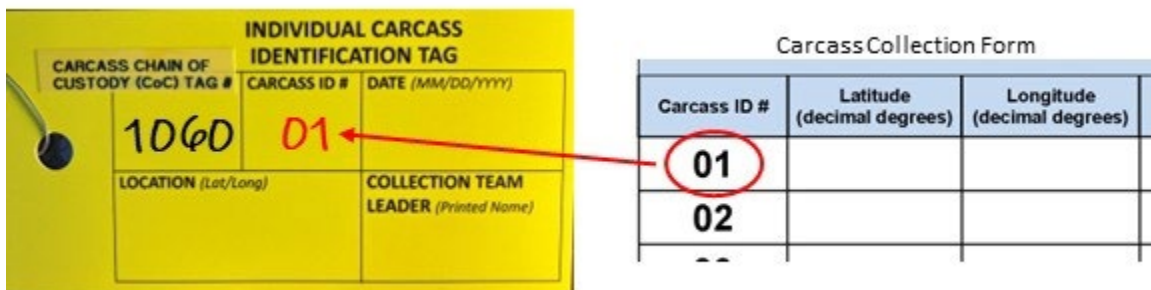 INDIVIDUAL CARCASS
IDENTIFICATION TAG
CARCASS CHAIN OF
CUSTODY (CoC) TAG #
CARCASS ID #
DATE (MM/DD/YYYY)
1060
01
LOCATION (Lat/Long)
COLLECTION TEAM
LEADER (Printed Name)
Carcass Collection Form
Carcass ID #
Latitude
(decimal degrees)
Longitude
(decimal degrees)
01
02